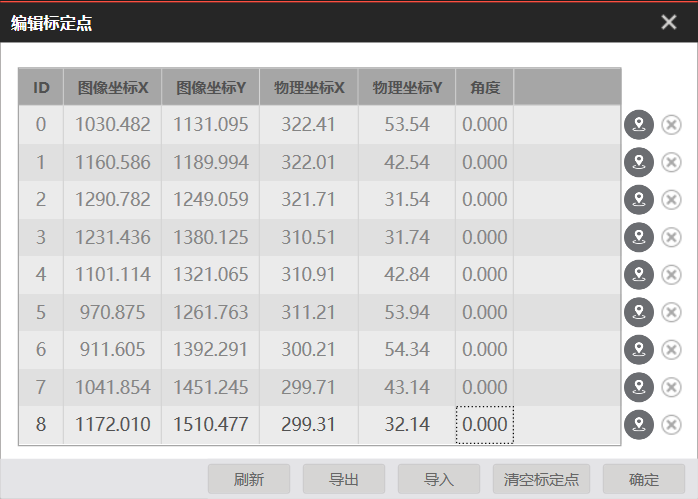 编辑标定点
ID 图像坐标X 图像坐标Y 物理坐标X 物理坐标Y 角度
0 1030.482 1131.095 322.41 53.54 0.000
1 1160.586 1189.994 322.01 42.54 0.000
2 1290.782 1249.059 321.71 31.54 0.000
3 1231.436 1380.125 310.51 31.74 0.000
4 1101.114 1321.065 310.91 42.84 0.000
5 970.875 1261.763 311.21 53.94 0.000
6 911.605 1392.291 300.21 54.34 0.000
7 1041.854 1451.245 299.71 43.14 0.000
8 1172.010 1510.477 299.31 32.14 0.000
刷新 导出 导入 清空标定点 确定